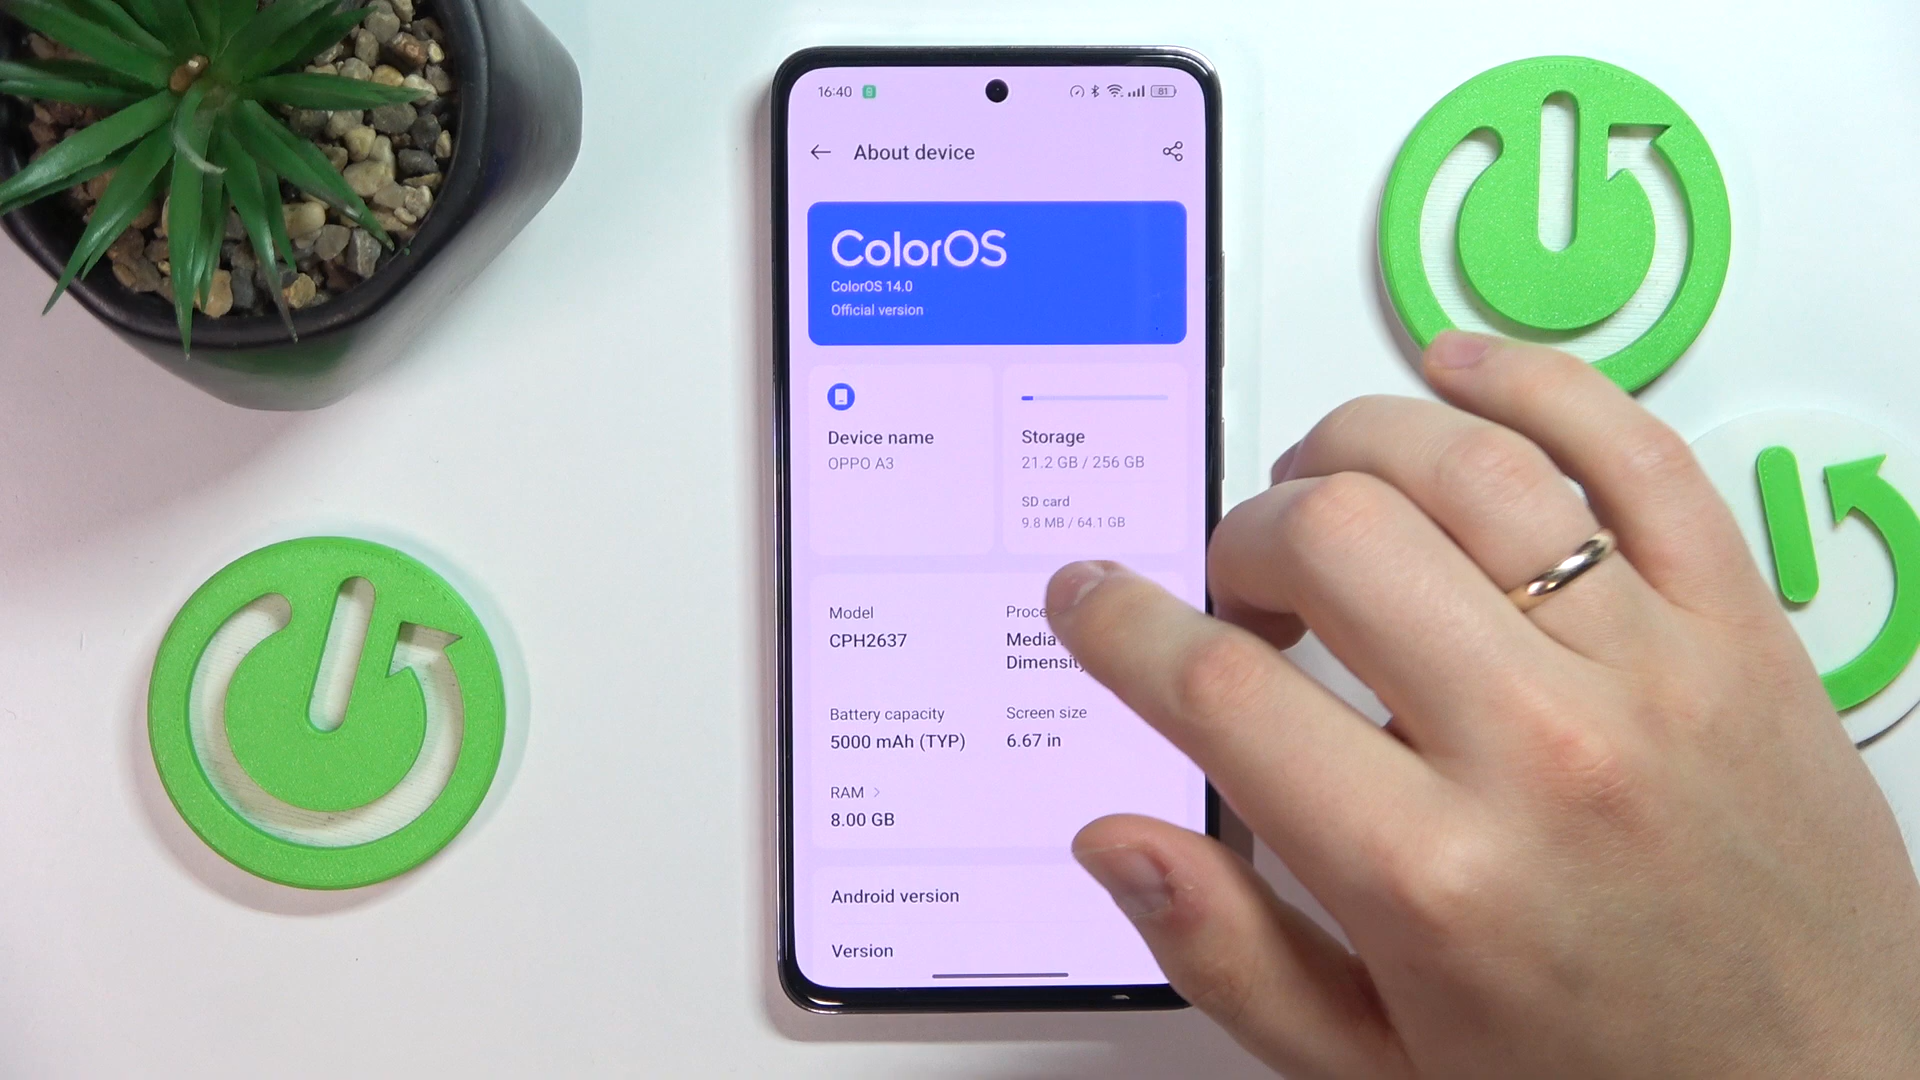 16:40
81
About device
ColorOS
ColorOS 14.0
Official version
Device name
OPPO A3
Storage
21.2 GB / 256 GB
SD card
9.8 MB / 64.1 GB
Model
CPH2637
Media
Dimensity
Battery capacity
5000 mAh (TYP)
Screen size
6.67 in
RAM >
8.00 GB
Android version
Version